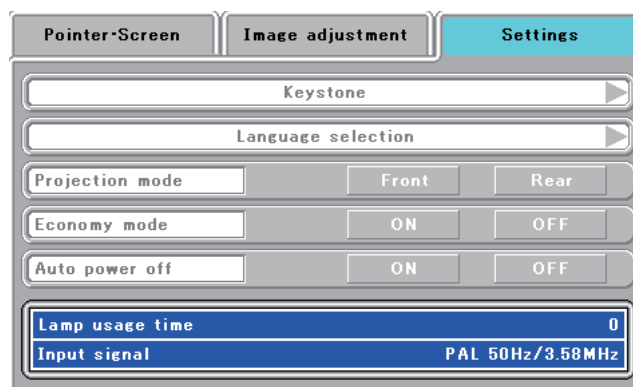 Pointer·Screen Image adjustment Settings
Keystone
Language selection
Projection mode Front Rear
Economy mode ON OFF
Auto power off ON OFF
Lamp usage time 0
Input signal PAL 50Hz/3.58MHz